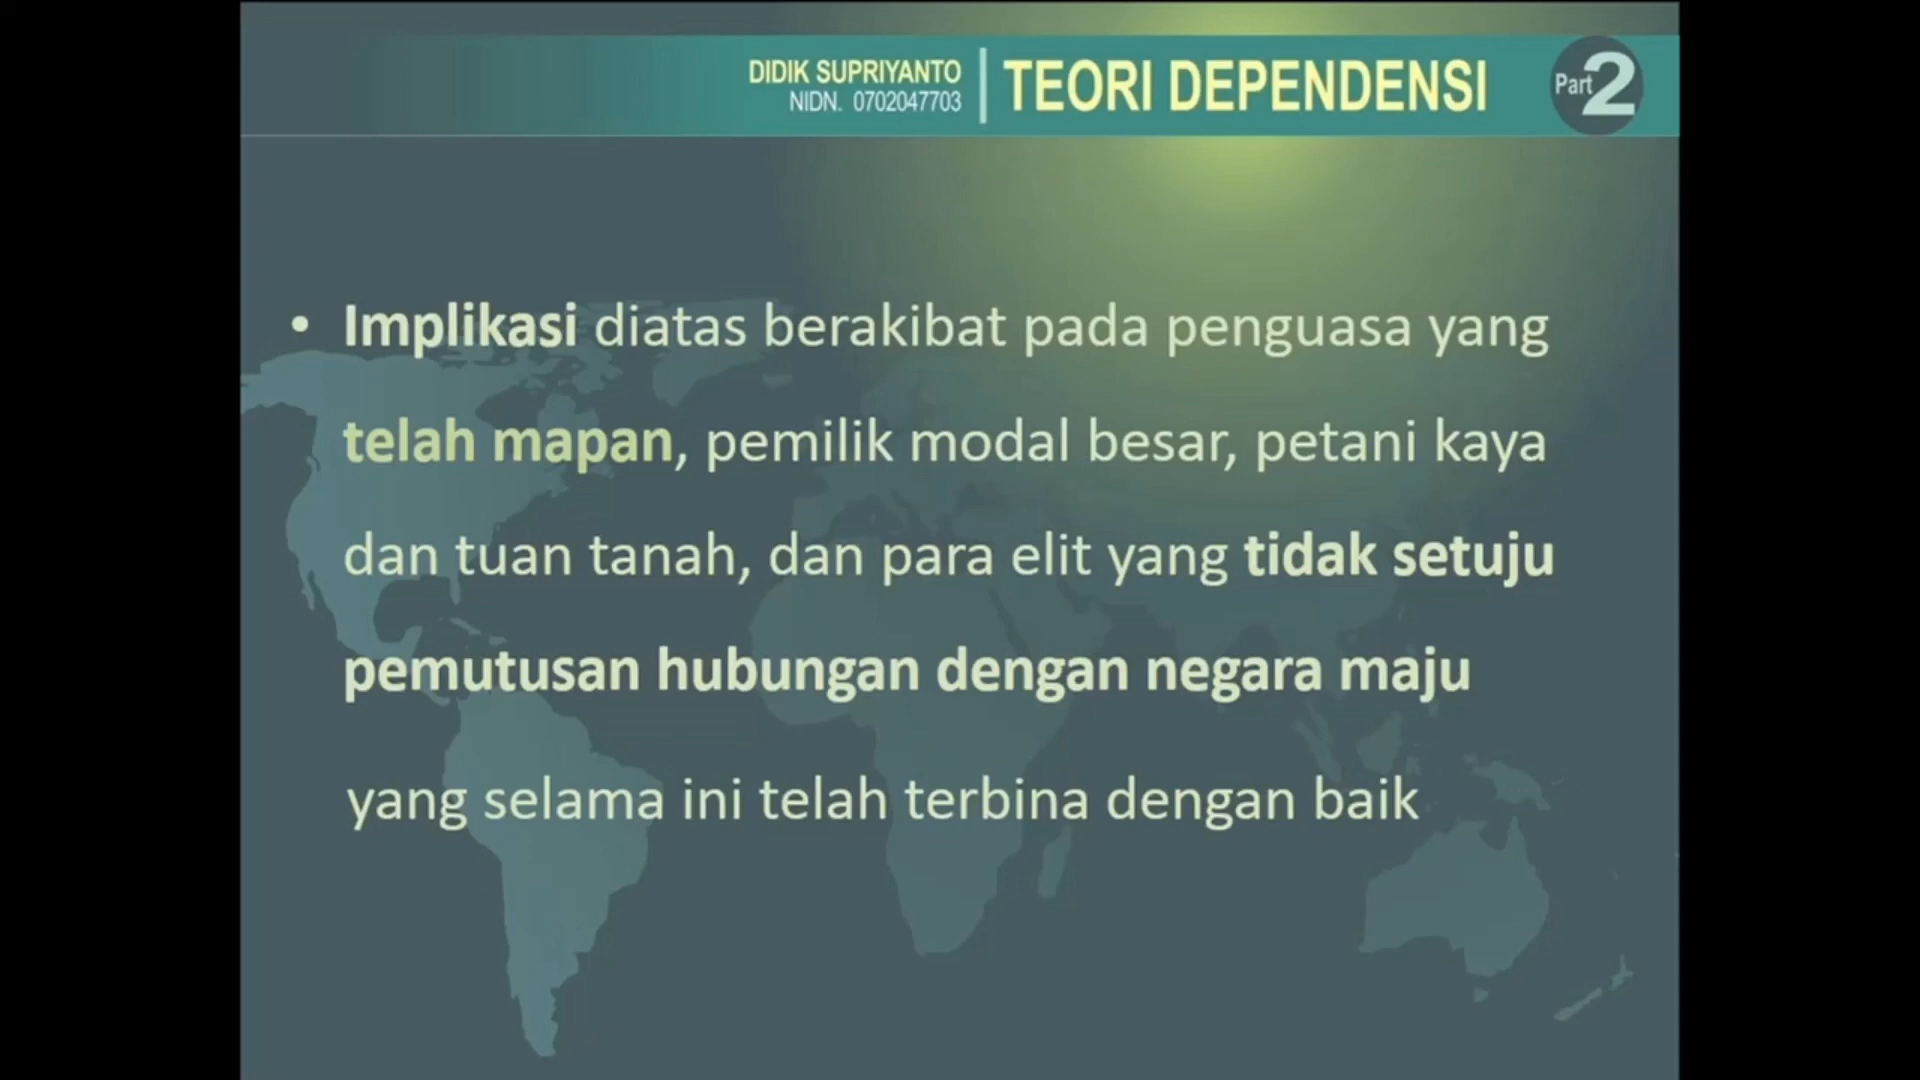 DIDIK SUPRIYANTO
NIDN. 0702047703
TEORI DEPENDENSI
Part 2
• Implikasi diatas berakibat pada penguasa yang
telah mapan, pemilik modal besar, petani kaya
dan tuan tanah, dan para elit yang tidak setuju
pemutusan hubungan dengan negara maju
yang selama ini telah terbina dengan baik